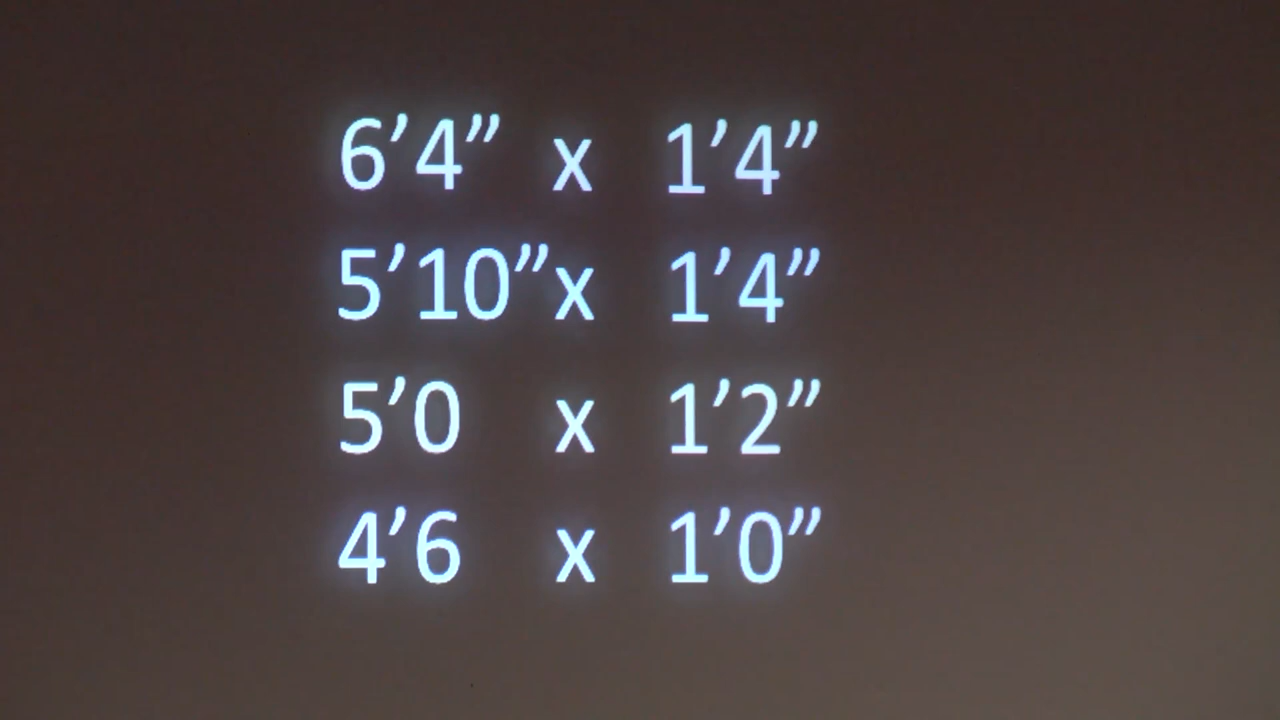 6’4” x 1’4”
5’10”x 1’4”
5’0 x 1’2”
4’6 x 1’0”